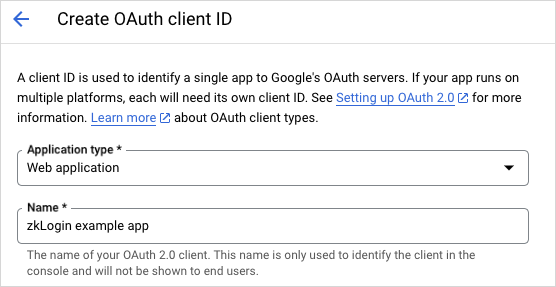 Create OAuth client ID
A client ID is used to identify a single app to Google's OAuth servers. If your app runs on
multiple platforms, each will need its own client ID. See Setting up OAuth 2.0 for more
information. Learn more about OAuth client types.
Application type *
Web application
Name *
zkLogin example app
The name of your OAuth 2.0 client. This name is only used to identify the client in the
console and will not be shown to end users.